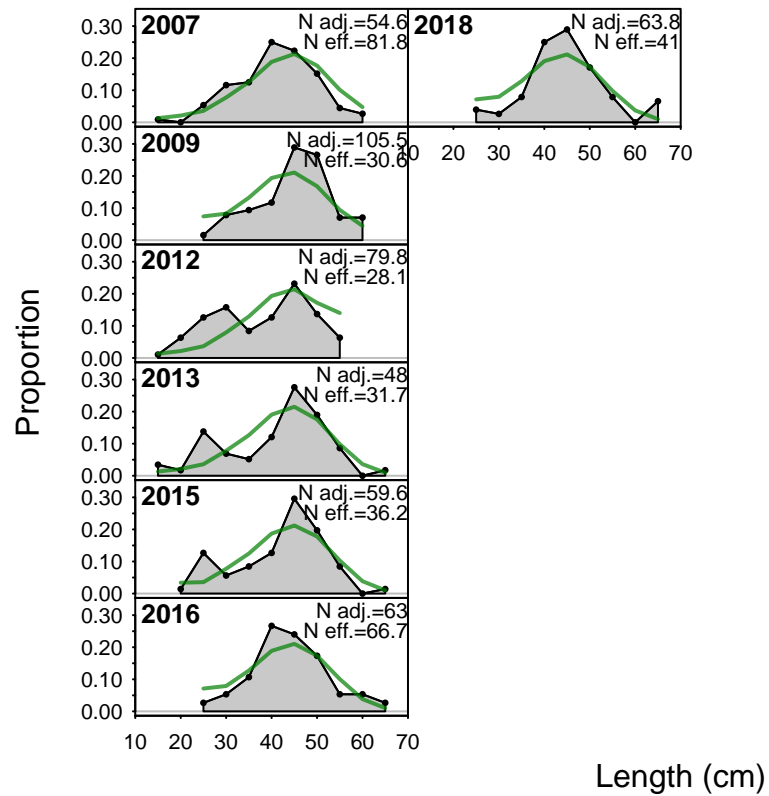 Proportion
0.30
0.20
0.10
0.00
2007
N adj.=54.6
N eff.=81.8
2018
N adj.=63.8
N eff.=41
10 20 30 40 50 60 70
0.30
0.20
0.10
0.00
2009
N adj.=105.5
N eff.=30.6
0.30
0.20
0.10
0.00
2012
N adj.=79.8
N eff.=28.1
0.30
0.20
0.10
0.00
2013
N adj.=48
N eff.=31.7
0.30
0.20
0.10
0.00
2015
N adj.=59.6
N eff.=36.2
0.30
0.20
0.10
0.00
2016
N adj.=63
N eff.=66.7
10 20 30 40 50 60 70
Length (cm)